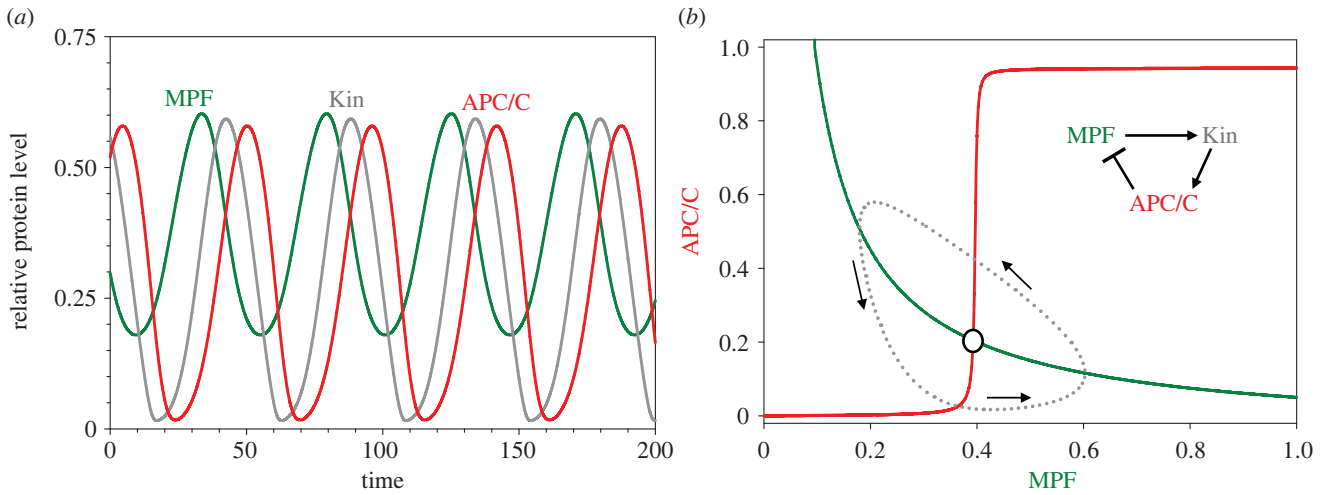 (a)
0.75
0.50
0.25
0
relative protein level
MPF
Kin
APC/C
0 50 100 150 200
time
(b)
1.0
0.8
0.6
0.4
0.2
0
APC/C
MPF
Kin
APC/C
0 0.2 0.4 0.6 0.8 1.0
MPF